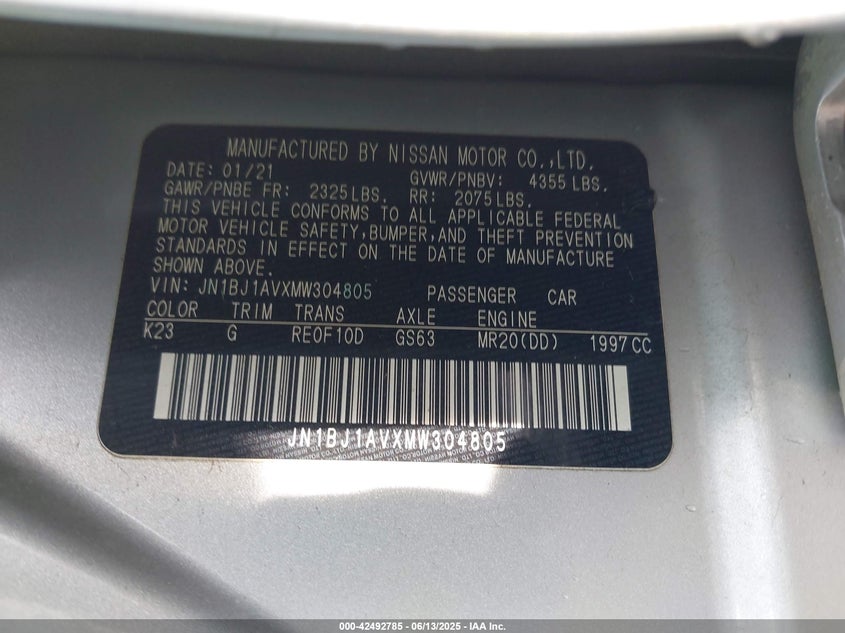 MANUFACTURED BY NISSAN MOTOR CO.,LTD.
DATE: 01/21 GVWR/PNBV: 4355 LBS.
GAWR/PNBE FR: 2325 LBS. RR: 2075 LBS.
THIS VEHICLE CONFORMS TO ALL APPLICABLE FEDERAL
MOTOR VEHICLE SAFETY,BUMPER,AND THEFT PREVENTION
STANDARDS IN EFFECT ON THE DATE OF MANUFACTURE
SHOWN ABOVE.
VIN: JN1BJ1AVXMW304805 PASSENGER CAR
COLOR TRIM TRANS AXLE ENGINE
K23 G RE0F10D GS63 MR20(DD) 1997CC
JN1BJ1AVXMW304805
000-42492785 - 06/13/2025 - IAA Inc.